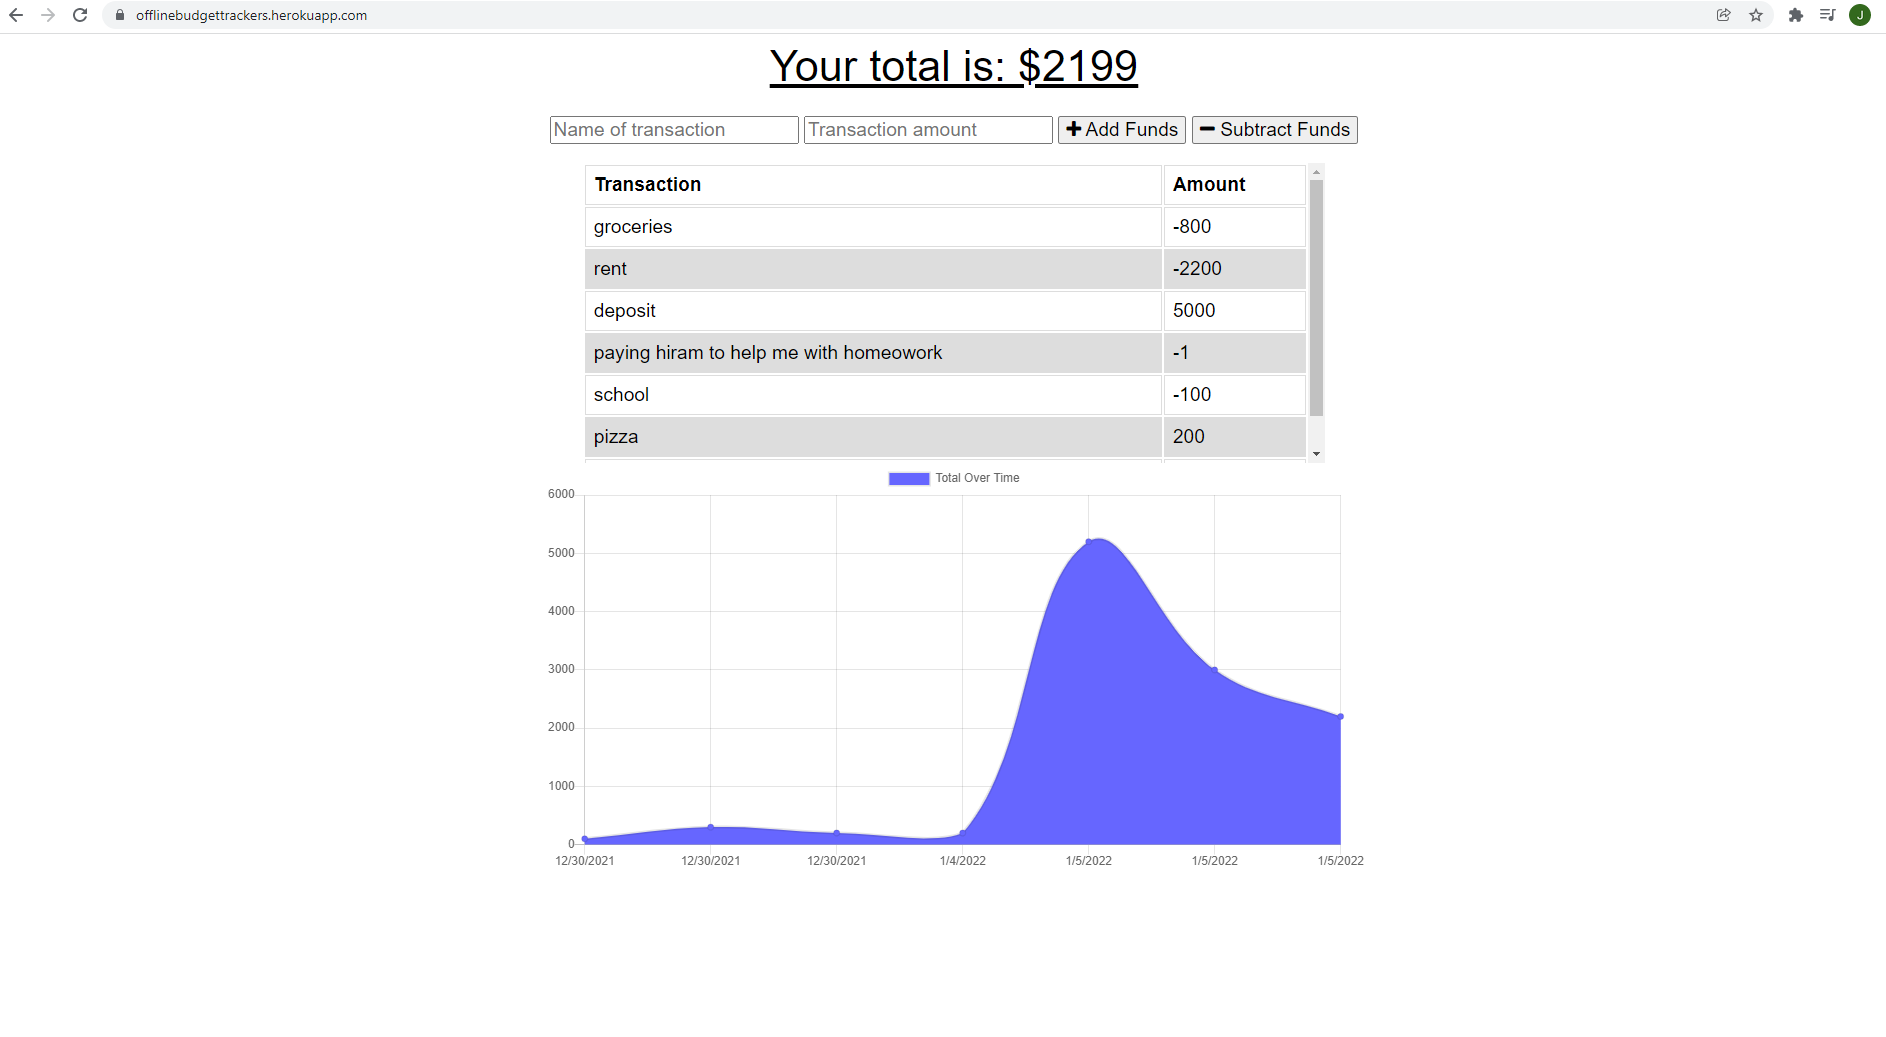 offlinebudgettrackers.herokuapp.com
J
Your total is: $2199
Name of transaction Transaction amount Add Funds Subtract Funds
Transaction Amount
groceries -800
rent -2200
deposit 5000
paying hiram to help me with homeowork -1
school -100
pizza 200
Total Over Time
6000
5000
4000
3000
2000
1000
0
12/30/2021 12/30/2021 12/30/2021 1/4/2022 1/5/2022 1/5/2022 1/5/2022